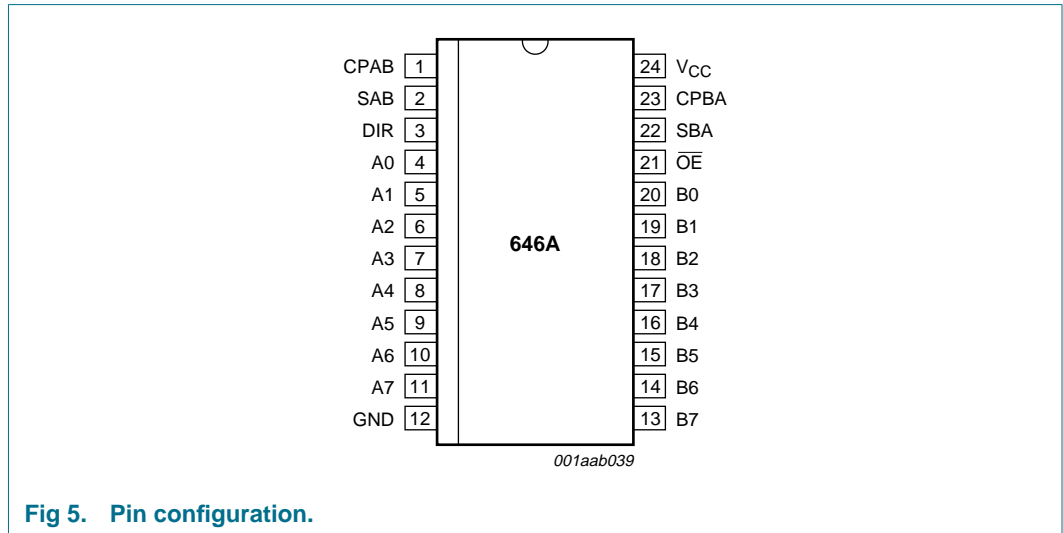 CPAB 1 24 VCC
SAB 2 23 CPBA
DIR 3 22 SBA
A0 4 21 O̅E̅
A1 5 20 B0
A2 6 19 B1
A3 7 18 B2
646A
A4 8 17 B3
A5 9 16 B4
A6 10 15 B5
A7 11 14 B6
GND 12 13 B7
001aab039
Fig 5. Pin configuration.